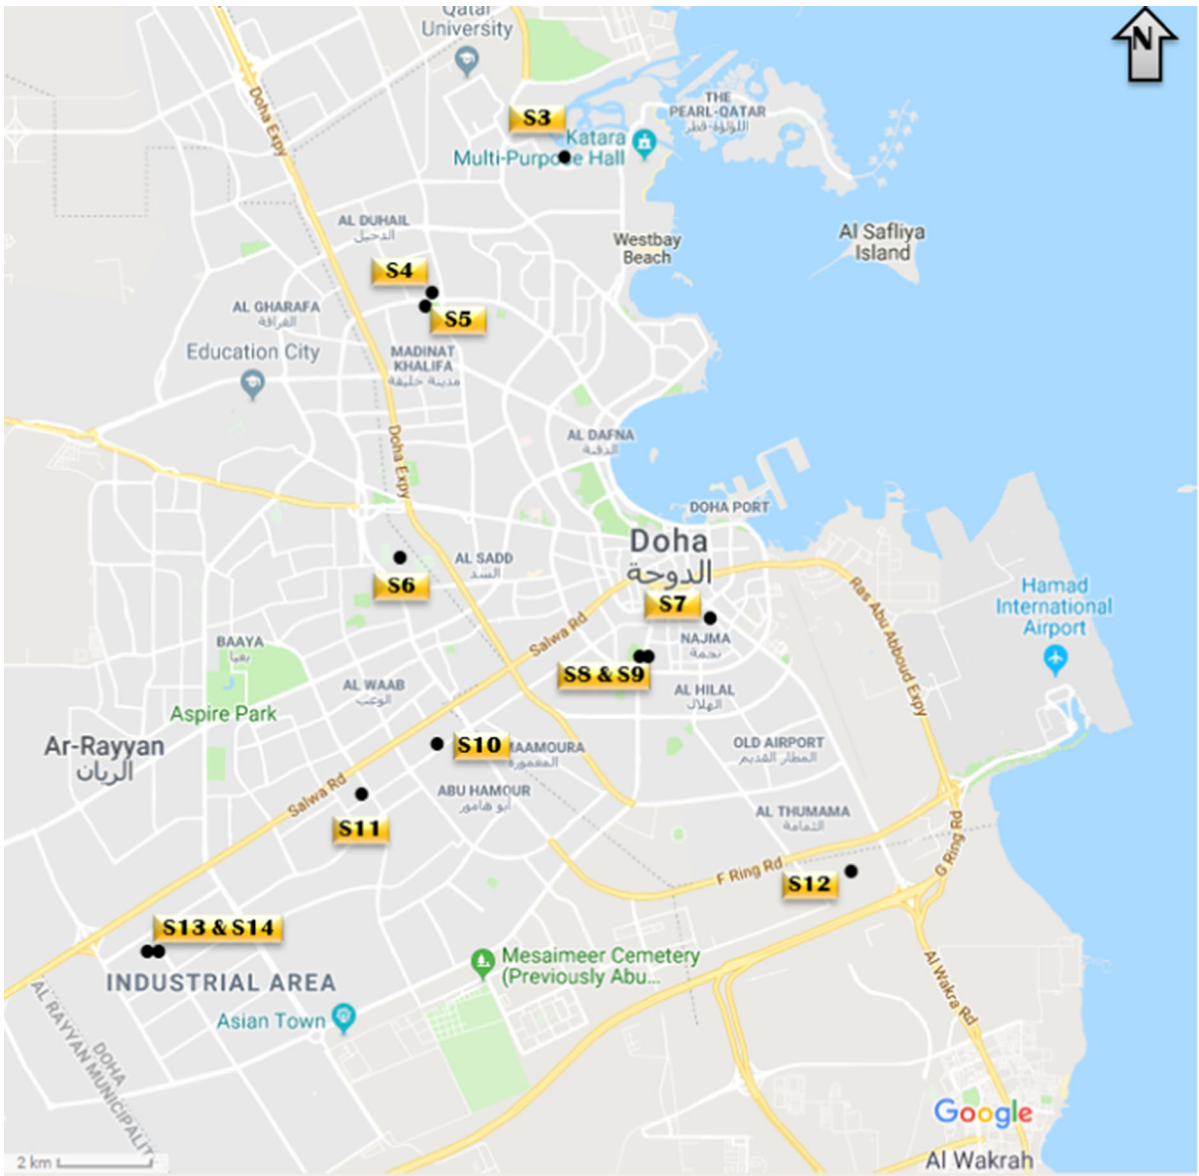 Qatar
University
N
Doha Expy
S3
THE
PEARL-QATAR
اللؤلؤة-قطر
Katara
Multi-Purpose Hall
AL DUHAIL
الدحيل
Westbay
Beach
Al Safliya
Island
S4
AL GHARAFA
الغرافة
S5
Education City
MADINAT
KHALIFA
مدينة خليفة
Doha Expy
AL DAFNA
الدفنة
DOHA PORT
Doha
الدوحة
AL SADD
السد
S6
Hamad
International
Airport
S7
Ras Abu Abboud Expy
Salwa Rd
NAJMA
نجمة
BAAYA
بعيا
S8 & S9
AL WAAB
الوعب
AL HILAL
الهلال
Aspire Park
Ar-Rayyan
الريان
S10
MAAMOURA
المعمورة
OLD AIRPORT
المطار القديم
Salwa Rd
ABU HAMOUR
أبو هامور
AL THUMAMA
الثمامة
S11
G Ring Rd
F Ring Rd
S12
S13 & S14
INDUSTRIAL AREA
Mesaimeer Cemetery
(Previously Abu...
Al Wakra Rd
Asian Town
AL RAYYAN MUNICIPALITY
DOHA
MUNICIPALIT
Google
2 km
Al Wakrah